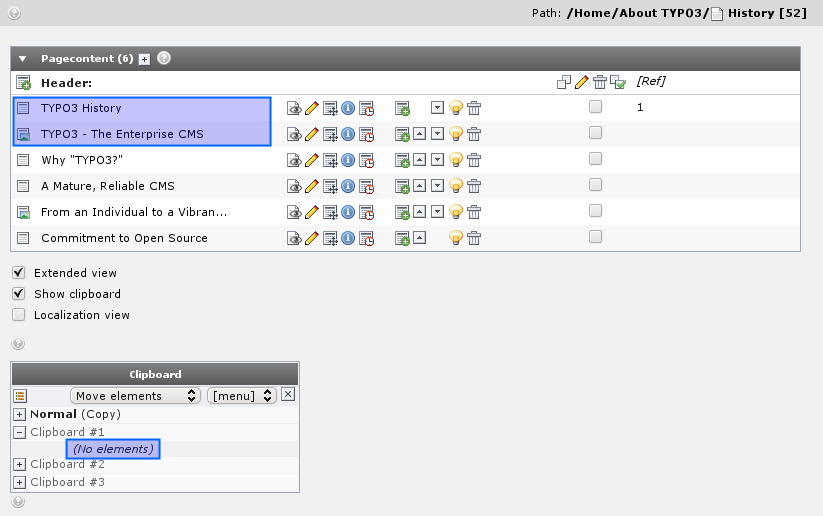 Path: /Home/About TYPO3/ History [52]
Pagecontent (6)
Header: [Ref]
TYPO3 History 1
TYPO3 - The Enterprise CMS
Why "TYPO3?"
A Mature, Reliable CMS
From an Individual to a Vibran...
Commitment to Open Source
Extended view
Show clipboard
Localization view
Clipboard
Move elements [menu]
Normal (Copy)
Clipboard #1
(No elements)
Clipboard #2
Clipboard #3